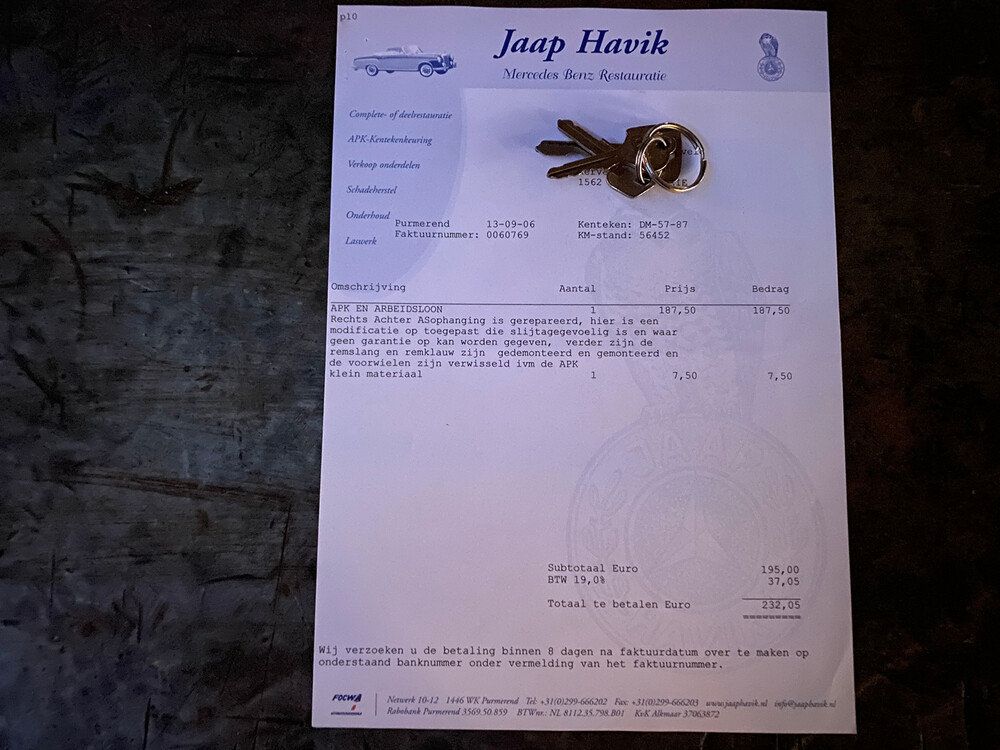 p10
Jaap Havik
Mercedes Benz Restauratie
Complete- of deelrestauratie
APK-Kentekenkeuring
Verkoop onderdelen
Schadeherstel
Onderhoud
Laswerk
1562
Purmerend 13-09-06 Kenteken: DM-57-87
Faktuurnummer: 0060769 KM-stand: 56452
Omschrijving Aantal Prijs Bedrag
APK EN ARBEIDSLOON 1 187,50 187,50
Rechts Achter ASophanging is gerepareerd, hier is een
modificatie op toegepast die slijtagegevoelig is en waar
geen garantie op kan worden gegeven, verder zijn de
remslang en remklauw zijn gedemonteerd en gemonteerd en
de voorwielen zijn verwisseld ivm de APK
klein materiaal 1 7,50 7,50
JAAP
Subtotaal Euro 195,00
BTW 19,0% 37,05
Totaal te betalen Euro 232,05
Wij verzoeken u de betaling binnen 8 dagen na faktuurdatum over te maken op
onderstaand banknummer onder vermelding van het faktuurnummer.
FOCWA
Netwerk 10-12 1446 WK Purmerend Tel: +31(0)299-666202 Fax: +31(0)299-666203 www.jaaphavik.nl info@jaaphavik.nl
Rabobank Purmerend 3569.50.859 BTWnr.: NL 8112.35.798.B01 KvK Alkmaar 37063872